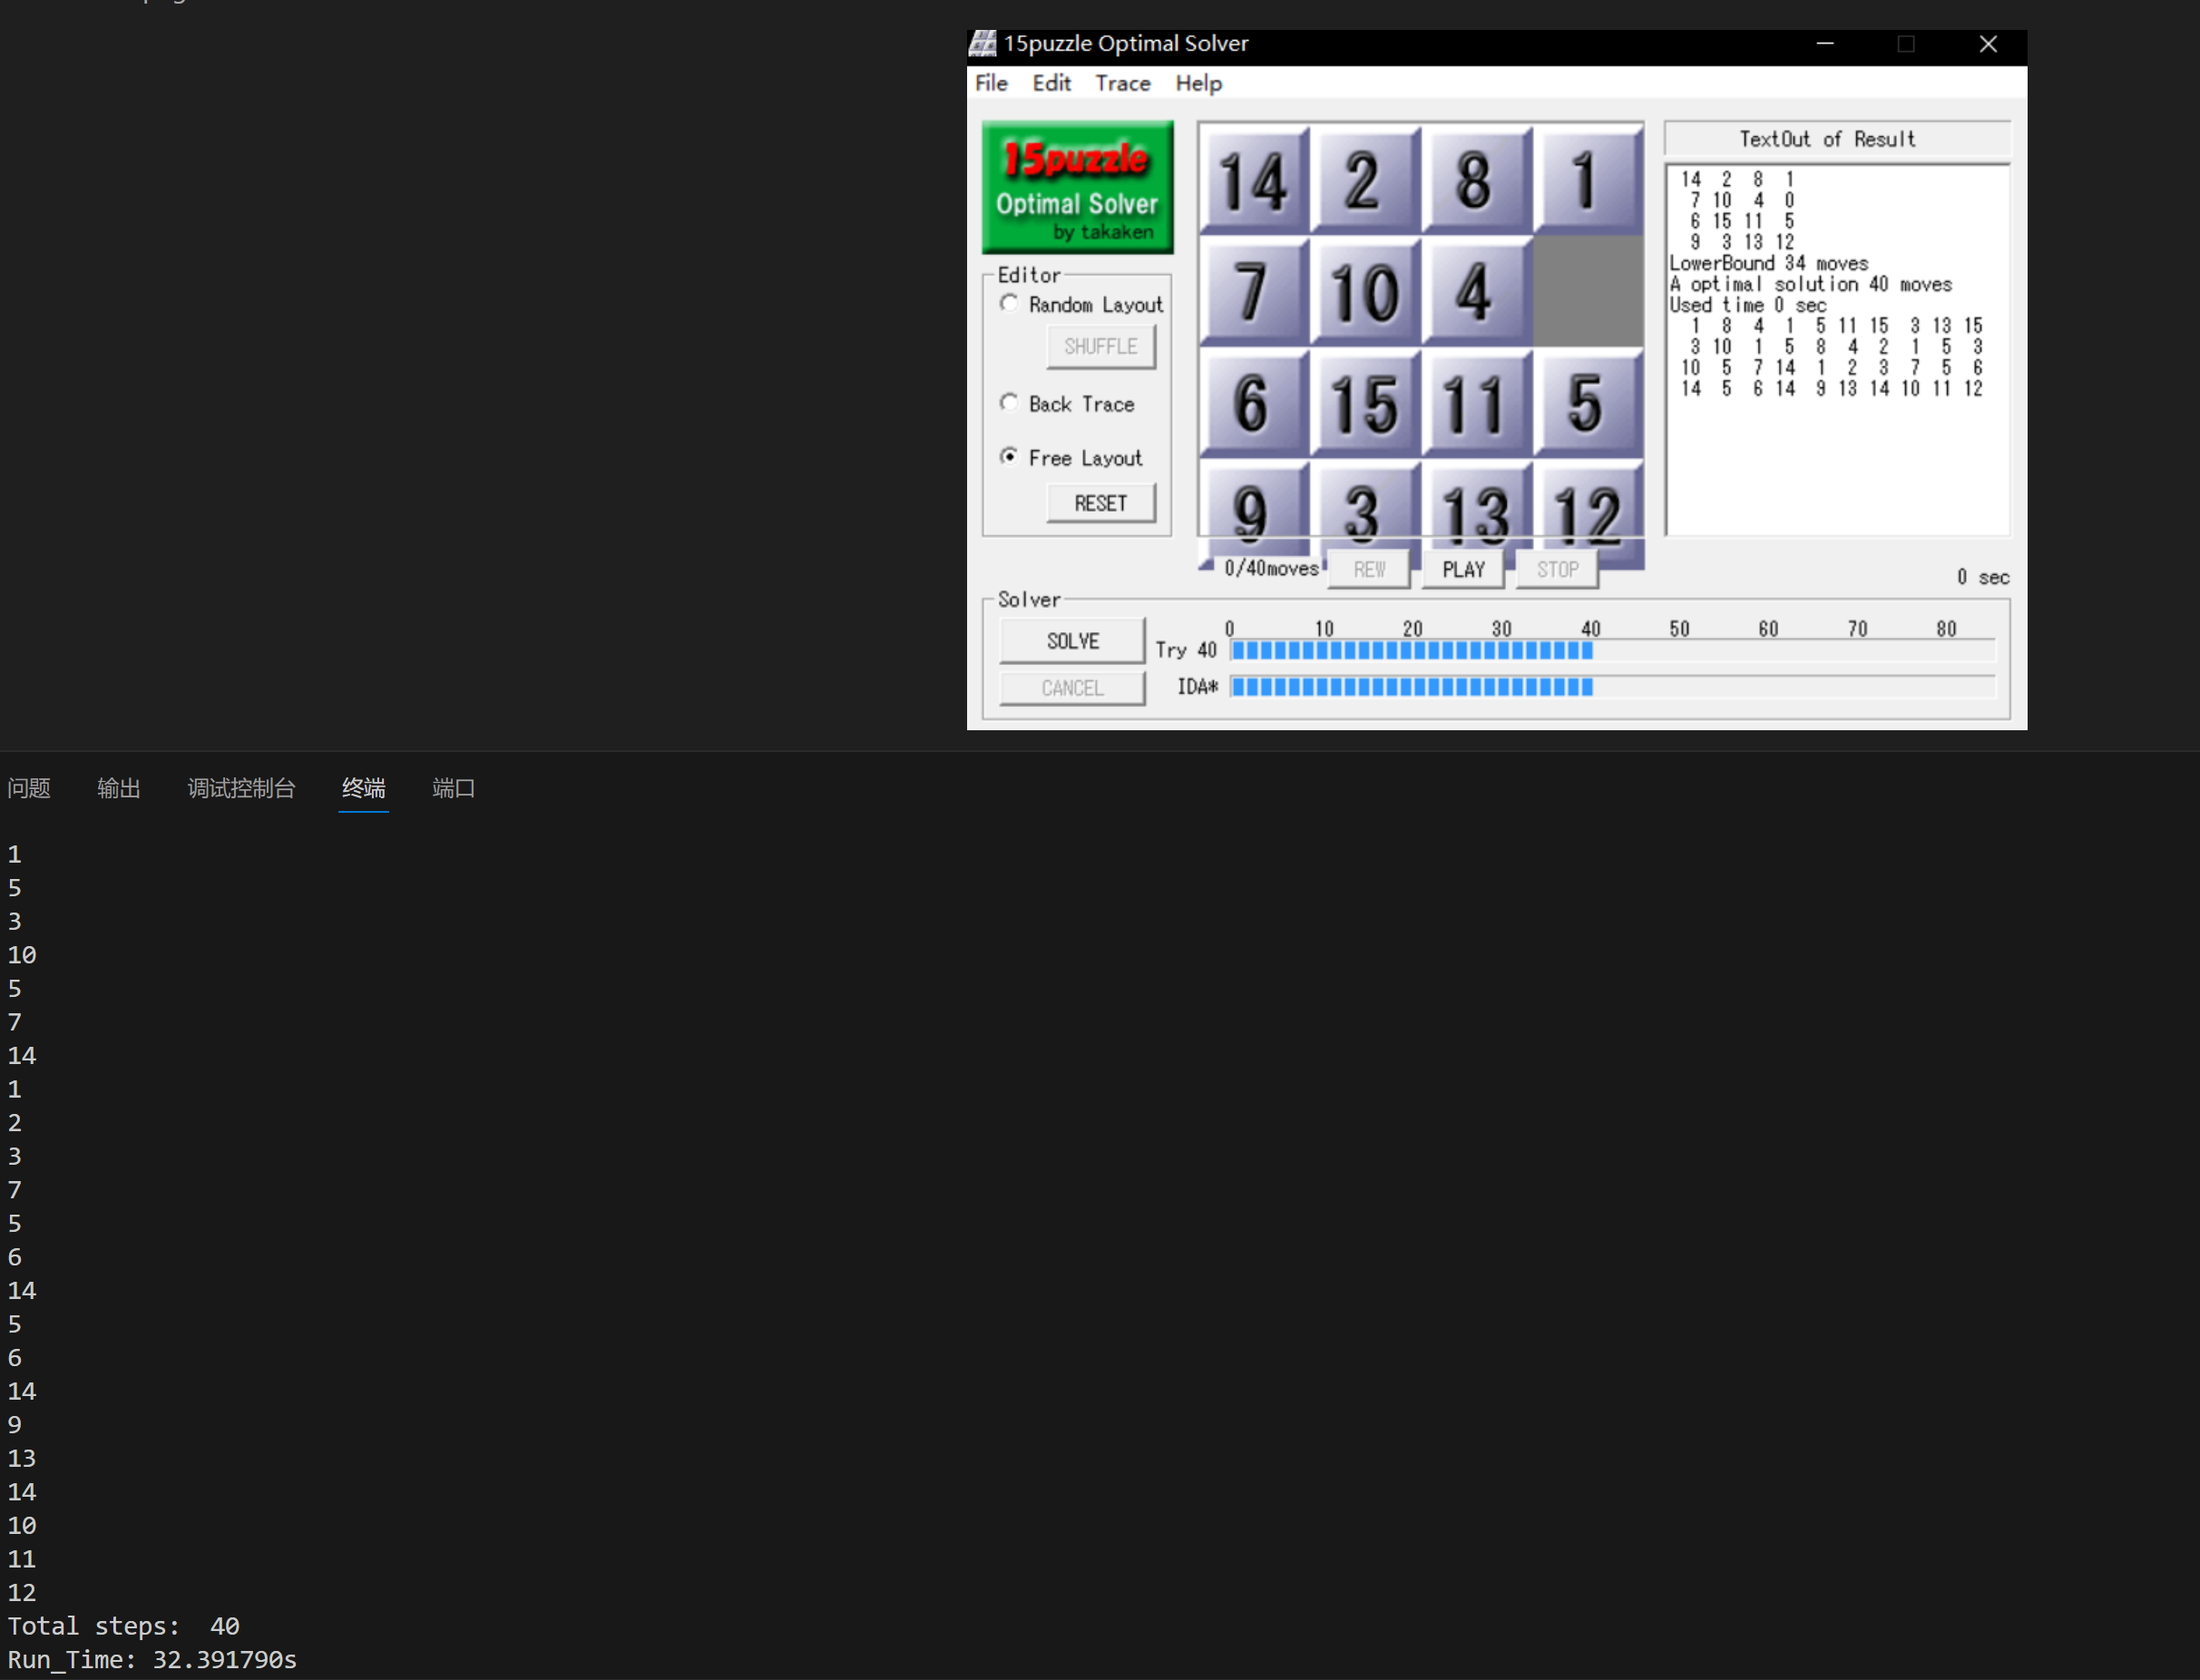 15puzzle Optimal Solver
File Edit Trace Help
15puzzle
Optimal Solver
by takaken
Editor
Random Layout
SHUFFLE
Back Trace
Free Layout
RESET
14 2 8 1
7 10 4
6 15 11 5
9 3 13 12
0/40moves REW PLAY STOP
TextOut of Result
14 2 8 1
7 10 4 0
6 15 11 5
9 3 13 12
LowerBound 34 moves
A optimal solution 40 moves
Used time 0 sec
1 8 4 1 5 11 15 3 13 15
3 10 1 5 8 4 2 1 5 3
10 5 7 14 1 2 3 7 5 6
14 5 6 14 9 13 14 10 11 12
0 sec
Solver
SOLVE
CANCEL
0 10 20 30 40 50 60 70 80
Try 40
IDA*
问题 输出 调试控制台 终端 端口
1
5
3
10
5
7
14
1
2
3
7
5
6
14
5
6
14
9
13
14
10
11
12
Total steps: 40
Run_Time: 32.391790s